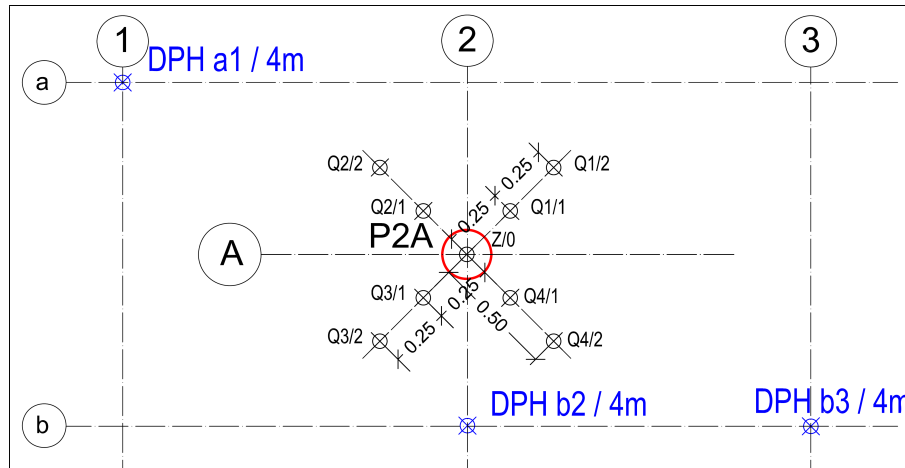 1
2
3
DPH a1 / 4m
a
Q2/2
0.25
Q1/2
Q2/1
0.25
Q1/1
P2A
Z/0
A
Q3/1
0.25
Q4/1
Q3/2
0.25
0.50
Q4/2
DPH b2 / 4m
DPH b3 / 4m
b